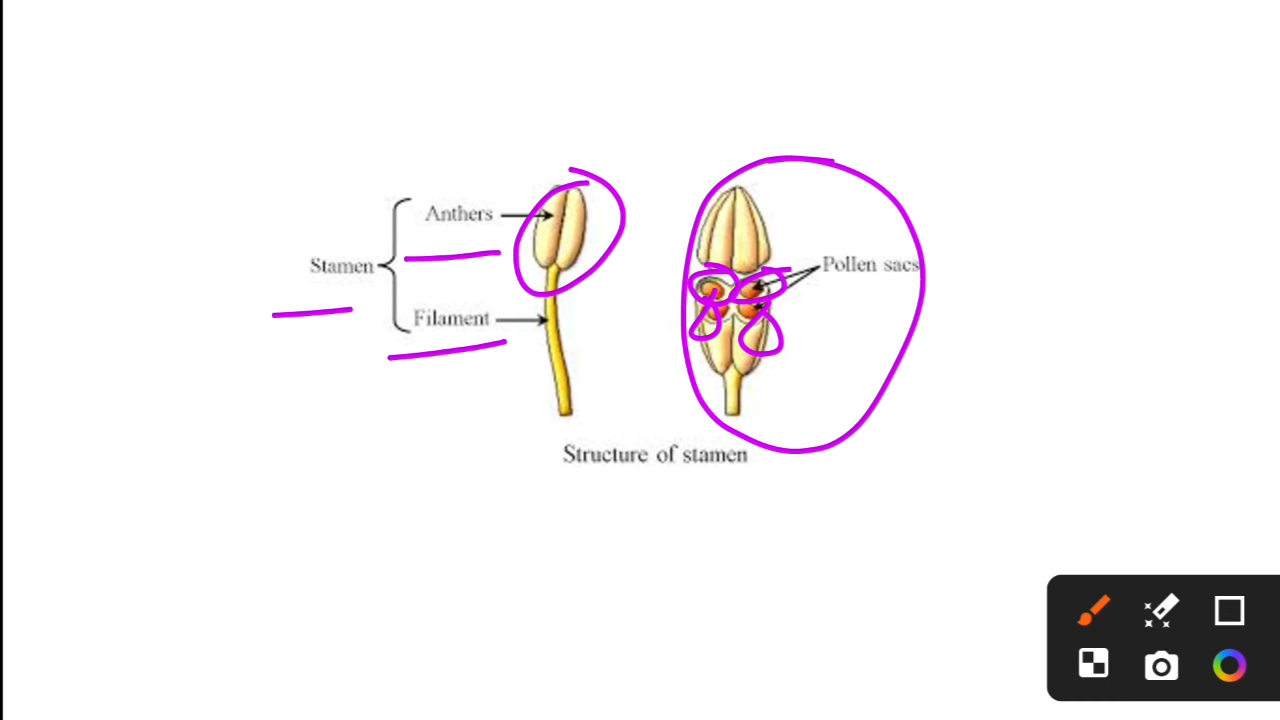 Anthers
Stamen
Filament
Pollen sacs
Structure of stamen